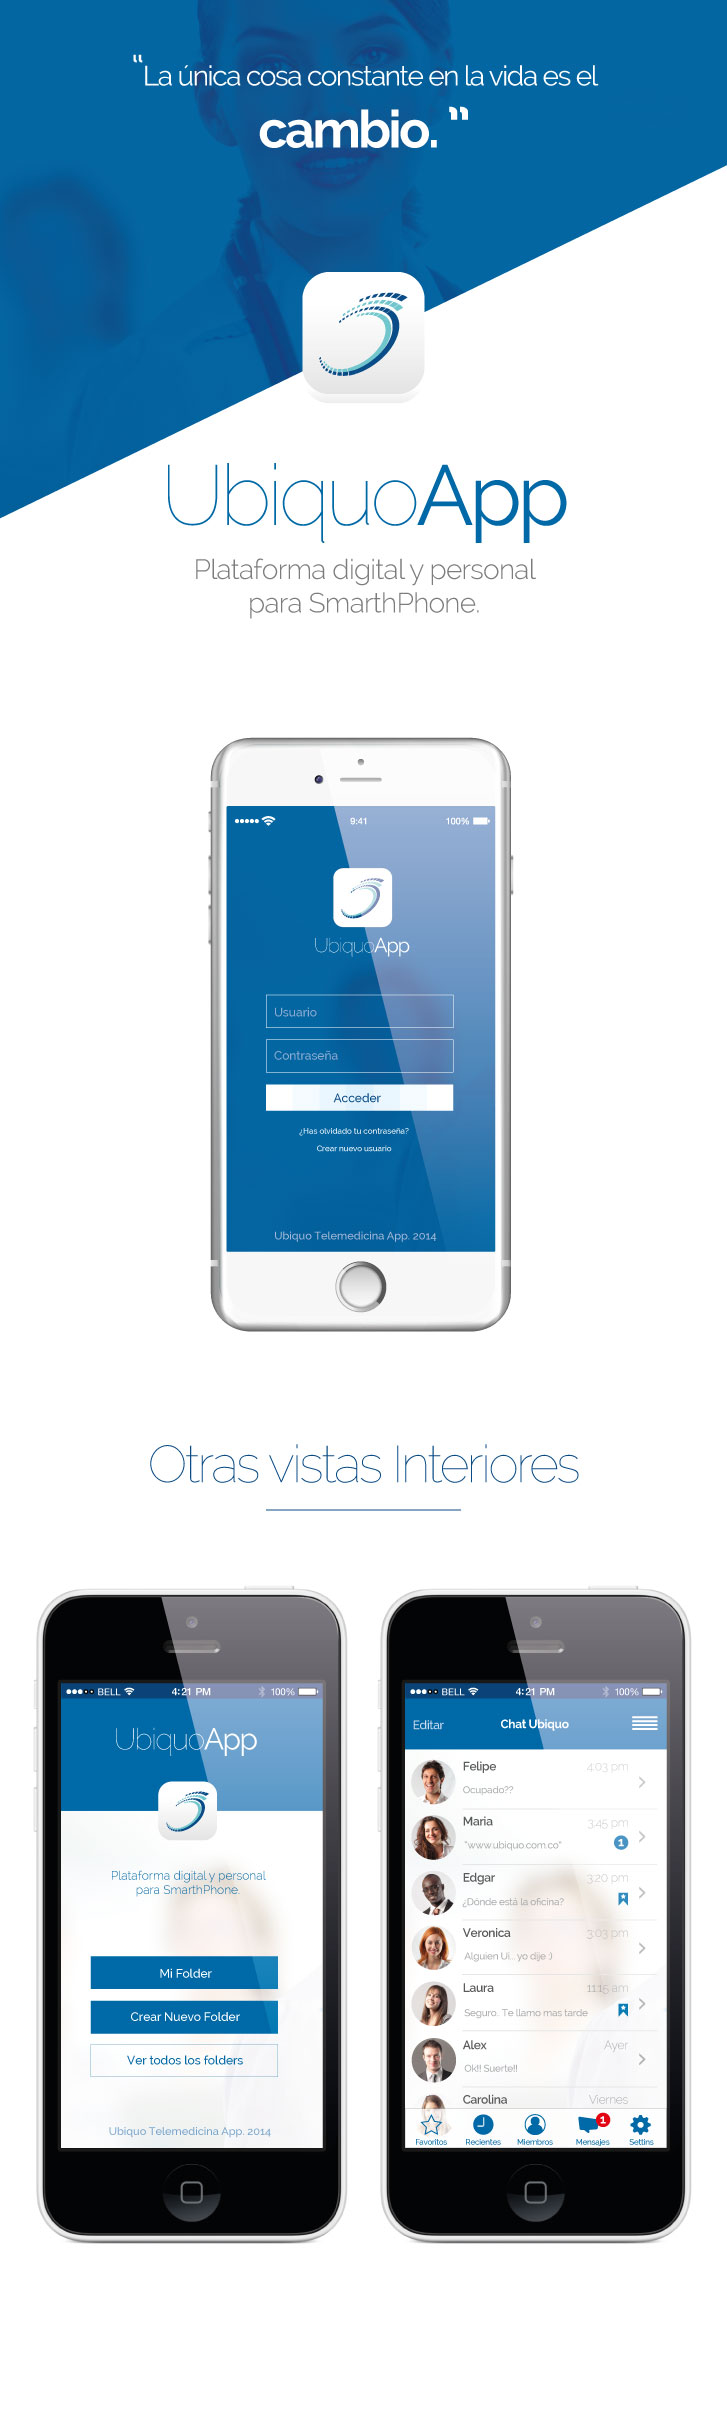 “La única cosa constante en la vida es el
cambio.”
UbiquoApp
Plataforma digital y personal
para SmarthPhone.
9:41
100%
UbiquoApp
Usuario
Contraseña
Acceder
¿Has olvidado tu contraseña?
Crear nuevo usuario
Ubiquo Telemedicina App. 2014
Otras vistas Interiores
BELL 4:21 PM 100%
UbiquoApp
Plataforma digital y personal
para SmarthPhone.
Mi Folder
Crear Nuevo Folder
Ver todos los folders
Ubiquo Telemedicina App. 2014
BELL 4:21 PM 100%
Editar Chat Ubiquo
Felipe 4:03 pm
Ocupado??
Maria 3:45 pm
"www.ubiquo.com.co" 1
Edgar 3:20 pm
¿Dónde está la oficina?
Veronica 3:03 pm
Alguien Ui... yo dije :)
Laura 11:15 am
Seguro.. Te llamo mas tarde
Alex Ayer
Ok!! Suerte!!
Carolina Viernes
1
Favoritos Recientes Miembros Mensajes Settins